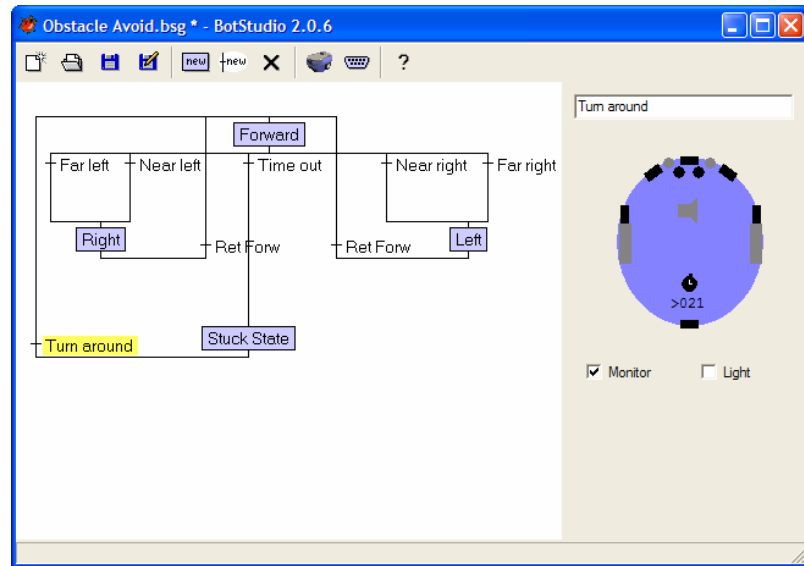 Obstacle Avoid.bsg * - BotStudio 2.0.6
new new ?
Turn around
Forward
Far left Near left Time out Near right Far right
Right Ret Forw Ret Forw Left
>021
Turn around Stuck State
Monitor Light